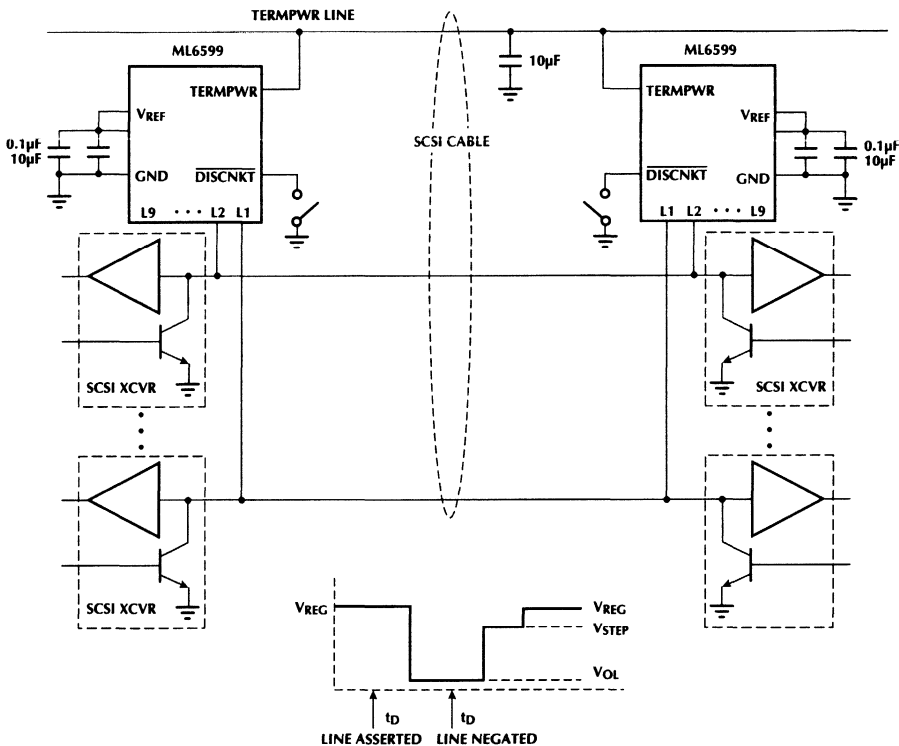 TERMPWR LINE
ML6599
ML6599
10µF
TERMPWR
TERMPWR
VREF
VREF
0.1µF
10µF
SCSI CABLE
0.1µF
10µF
GND
DISCNKT
DISCNKT
GND
L9 • • • L2 L1
L1 L2 • • • L9
SCSI XCVR
SCSI XCVR
SCSI XCVR
VREG
VREG
VSTEP
VOL
tD
tD
LINE ASSERTED
LINE NEGATED